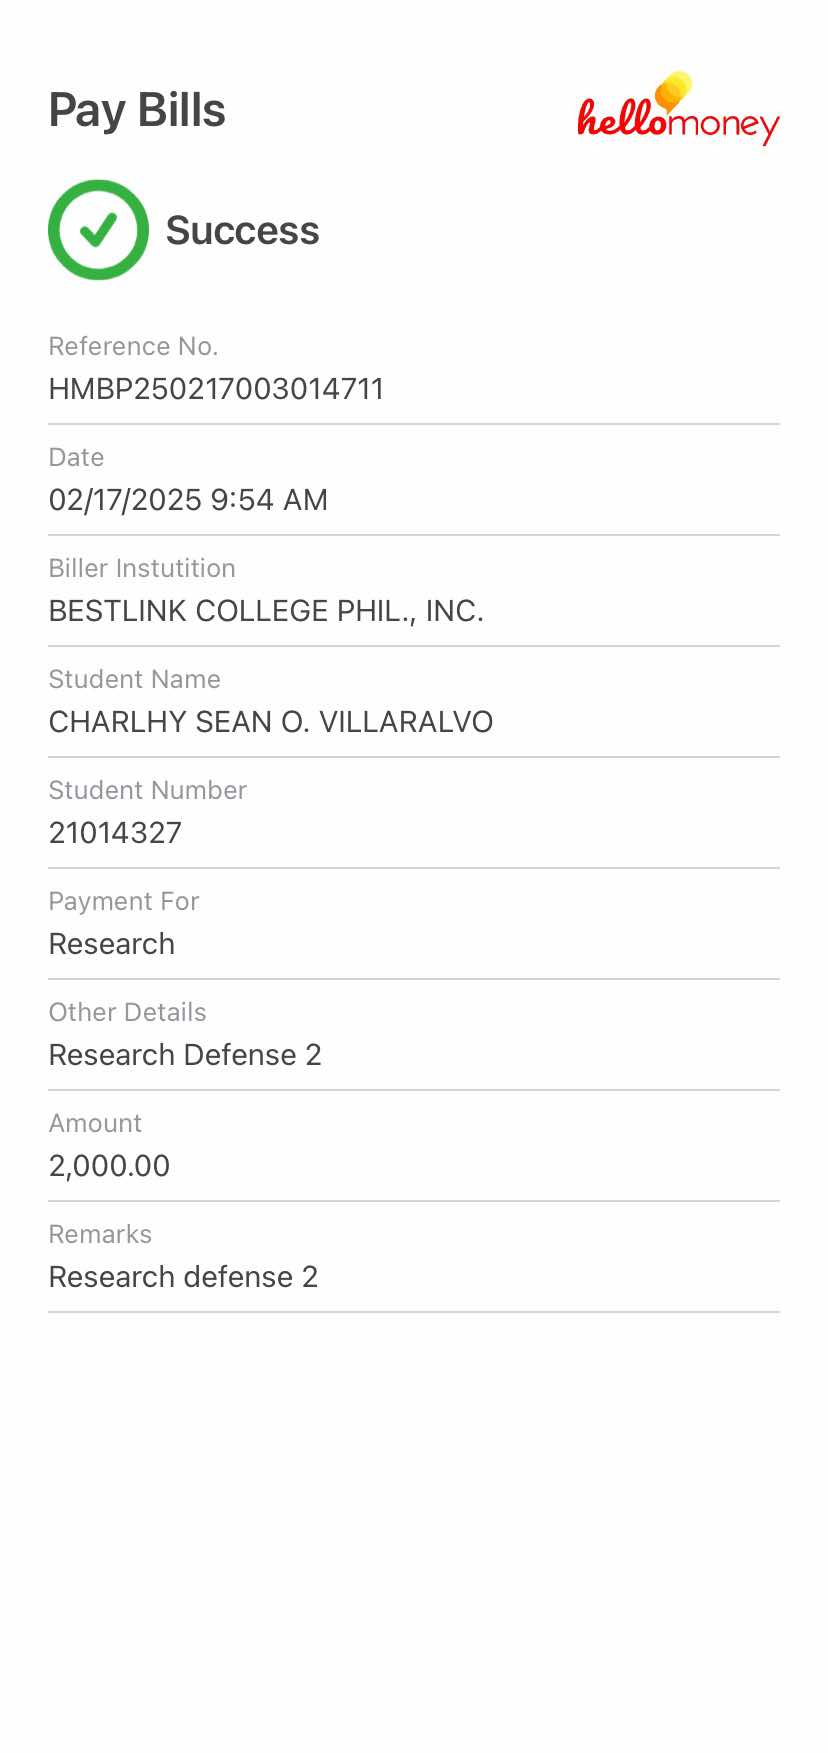 Pay Bills
hellomoney
Success
Reference No.
HMBP250217003014711
Date
02/17/2025 9:54 AM
Biller Instutition
BESTLINK COLLEGE PHIL., INC.
Student Name
CHARLHY SEAN O. VILLARALVO
Student Number
21014327
Payment For
Research
Other Details
Research Defense 2
Amount
2,000.00
Remarks
Research defense 2